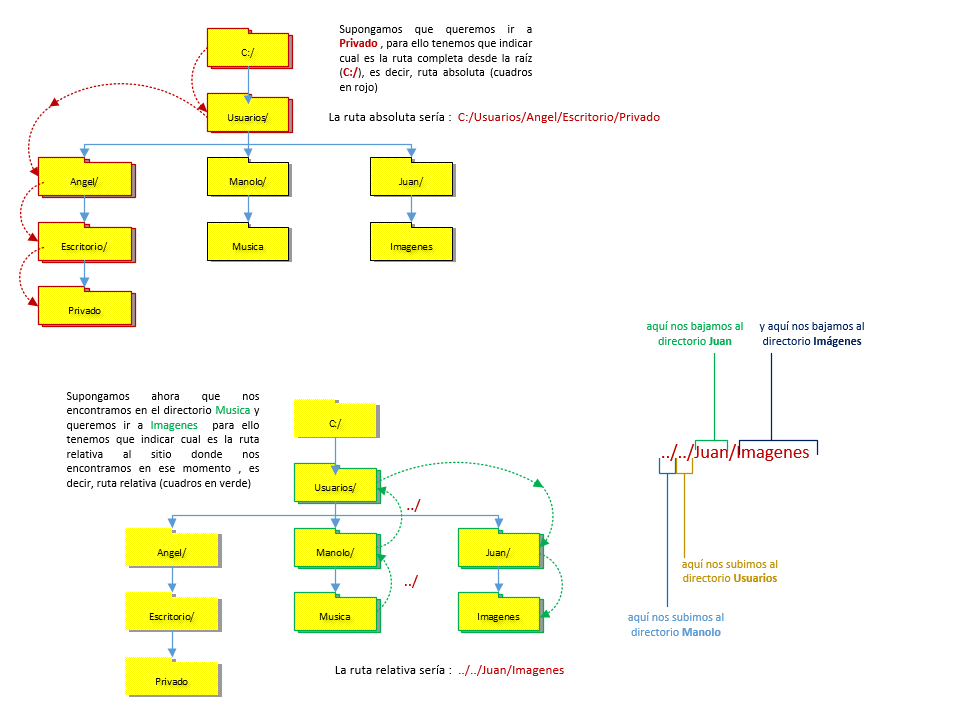 C:/
Supongamos que queremos ir a
Privado , para ello tenemos que indicar
cual es la ruta completa desde la raíz
(C:/), es decir, ruta absoluta (cuadros
en rojo)
Usuarios/
La ruta absoluta sería : C:/Usuarios/Angel/Escritorio/Privado
Angel/
Manolo/
Juan/
Escritorio/
Musica
Imagenes
Privado
aquí nos bajamos al
directorio Juan
y aquí nos bajamos al
directorio Imágenes
Supongamos ahora que nos
encontramos en el directorio Musica y
queremos ir a Imagenes para ello
tenemos que indicar cual es la ruta
relativa al sitio donde nos
encontramos en ese momento , es
decir, ruta relativa (cuadros en verde)
C:/
../../Juan/Imagenes
Usuarios/
../
Angel/
Manolo/
Juan/
../
aquí nos subimos al
directorio Usuarios
Escritorio/
Musica
Imagenes
aquí nos subimos al
directorio Manolo
Privado
La ruta relativa sería : ../../Juan/Imagenes